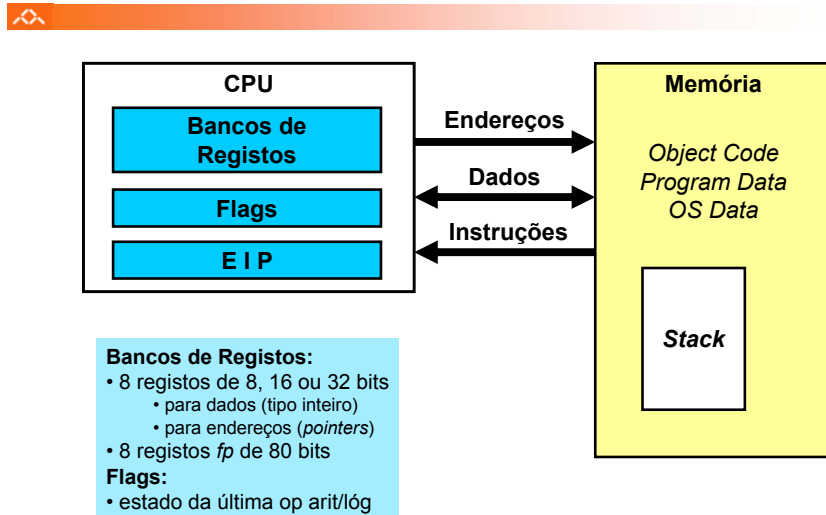 CPU
Bancos de
Registos
Flags
E I P
Endereços
Dados
Instruções
Memória
Object Code
Program Data
OS Data
Stack
Bancos de Registos:
• 8 registos de 8, 16 ou 32 bits
• para dados (tipo inteiro)
• para endereços (pointers)
• 8 registos fp de 80 bits
Flags:
• estado da última op arit/lóg